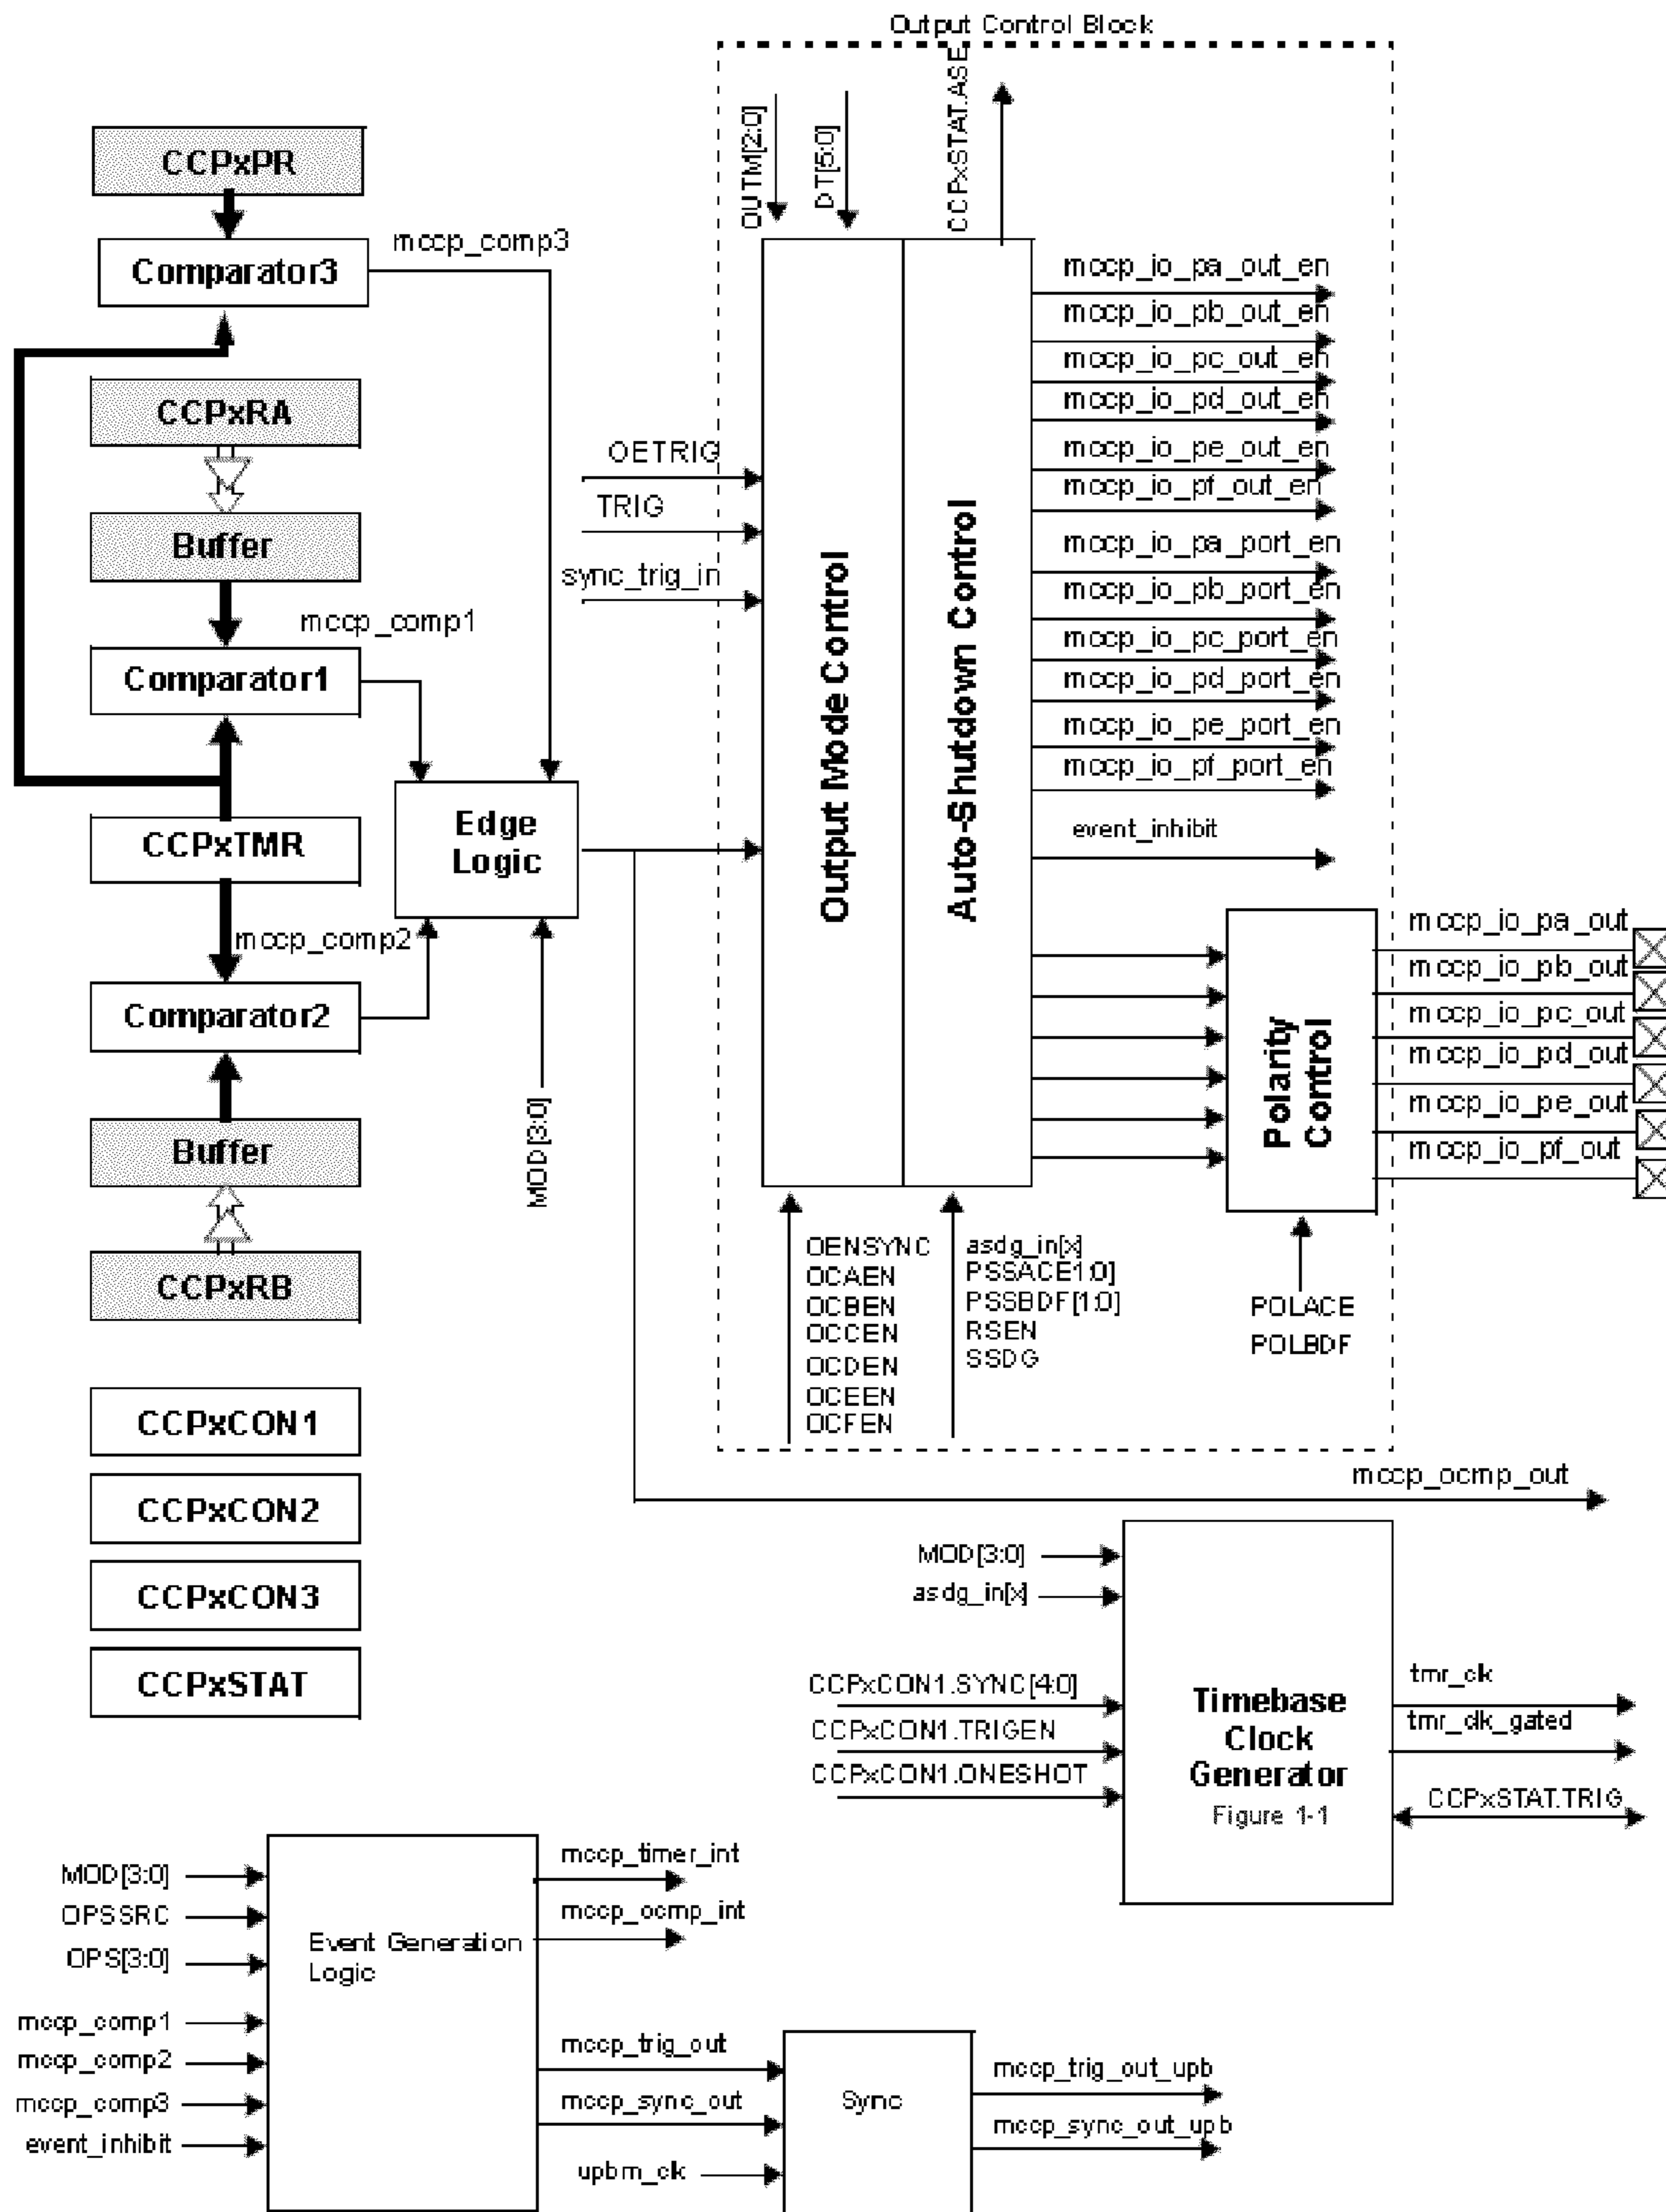 Output Control Block
OUTM[2:0]
DT[5:0]
CCPxSTAT.ASE
CCPxPR
Comparator3
mccp_comp3
CCPxRA
Buffer
mccp_comp1
Comparator1
CCPxTMR
mccp_comp2
Comparator2
Buffer
CCPxRB
Edge
Logic
MOD[3:0]
OETRIG
TRIG
sync_trig_in
Output Mode Control
Auto-Shutdown Control
mccp_io_pa_out_en
mccp_io_pb_out_en
mccp_io_pc_out_en
mccp_io_pd_out_en
mccp_io_pe_out_en
mccp_io_pf_out_en
mccp_io_pa_port_en
mccp_io_pb_port_en
mccp_io_pc_port_en
mccp_io_pd_port_en
mccp_io_pe_port_en
mccp_io_pf_port_en
event_inhibit
Polarity
Control
mccp_io_pa_out
mccp_io_pb_out
mccp_io_pc_out
mccp_io_pd_out
mccp_io_pe_out
mccp_io_pf_out
OENSYNC
OCAEN
OCBEN
OCCEN
OCDEN
OCEEN
OCFEN
asdg_in[x]
PSSACE1:0]
PSSBDF[1:0]
RSEN
SSDG
POLACE
POLBDF
mccp_ocmp_out
CCPxCON1
CCPxCON2
CCPxCON3
CCPxSTAT
MOD[3:0]
asdg_in[x]
CCPxCON1.SYNC[4:0]
CCPxCON1.TRIGEN
CCPxCON1.ONESHOT
Timebase
Clock
Generator
Figure 1-1
tmr_clk
tmr_clk_gated
CCPxSTAT.TRIG
MOD[3:0]
OPSSRC
OPS[3:0]
mccp_comp1
mccp_comp2
mccp_comp3
event_inhibit
Event Generation
Logic
mccp_timer_int
mccp_ocmp_int
mccp_trig_out
mccp_sync_out
upbm_clk
Sync
mccp_trig_out_upb
mccp_sync_out_upb